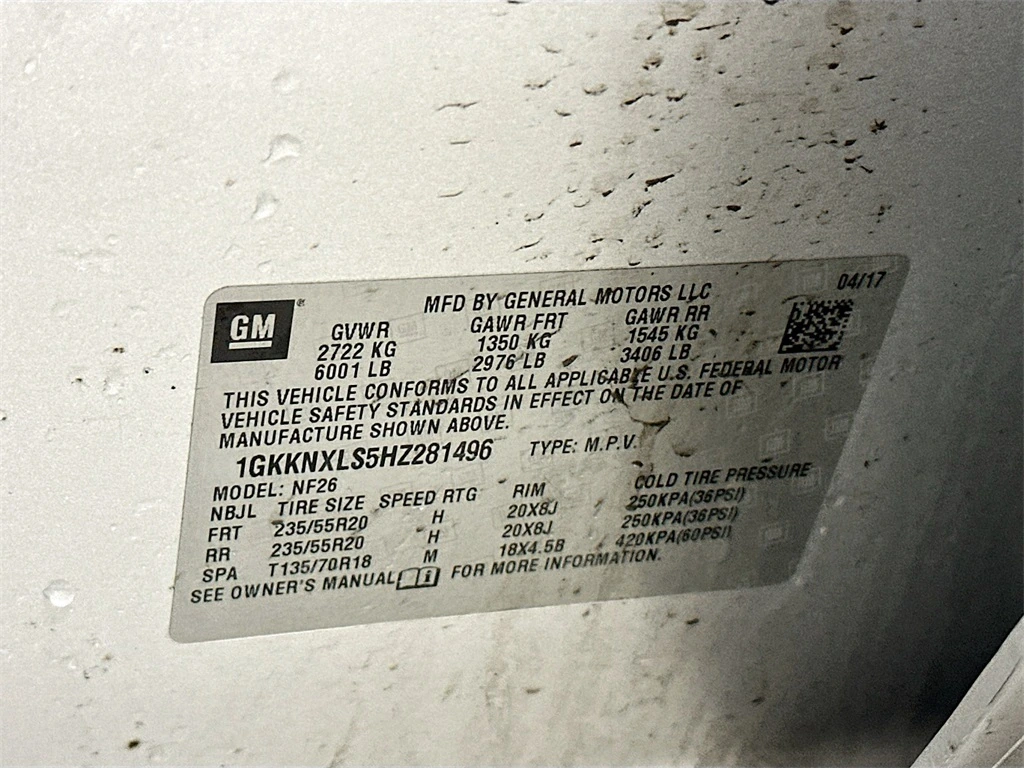 GM ®
MFD BY GENERAL MOTORS LLC
04/17
GVWR GAWR FRT GAWR RR
2722 KG 1350 KG 1545 KG
6001 LB 2976 LB 3406 LB
THIS VEHICLE CONFORMS TO ALL APPLICABLE U.S. FEDERAL MOTOR
VEHICLE SAFETY STANDARDS IN EFFECT ON THE DATE OF
MANUFACTURE SHOWN ABOVE.
1GKKNXLS5HZ281496 TYPE: M.P.V.
MODEL: NF26
NBJL TIRE SIZE SPEED RTG RIM COLD TIRE PRESSURE
FRT 235/55R20 H 20X8J 250KPA(36PSI)
RR 235/55R20 H 20X8J 250KPA(36PSI)
SPA T135/70R18 M 18X4.5B 420KPA(60PSI)
SEE OWNER'S MANUAL FOR MORE INFORMATION.